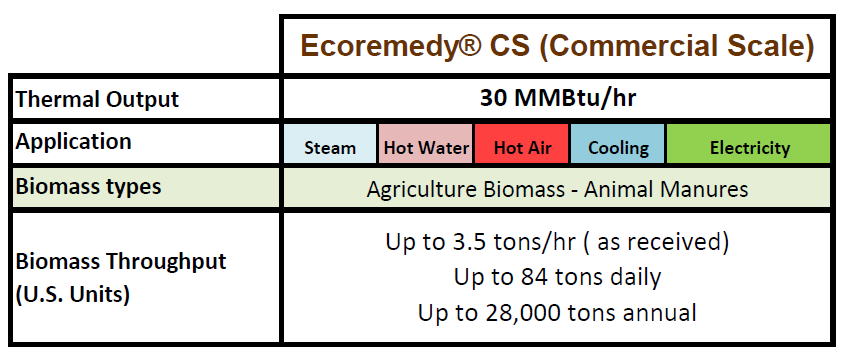 Ecoremedy® CS (Commercial Scale)
Thermal Output
30 MMBtu/hr
Application
Steam
Hot Water
Hot Air
Cooling
Electricity
Biomass types
Agriculture Biomass - Animal Manures
Biomass Throughput
(U.S. Units)
Up to 3.5 tons/hr ( as received)
Up to 84 tons daily
Up to 28,000 tons annual